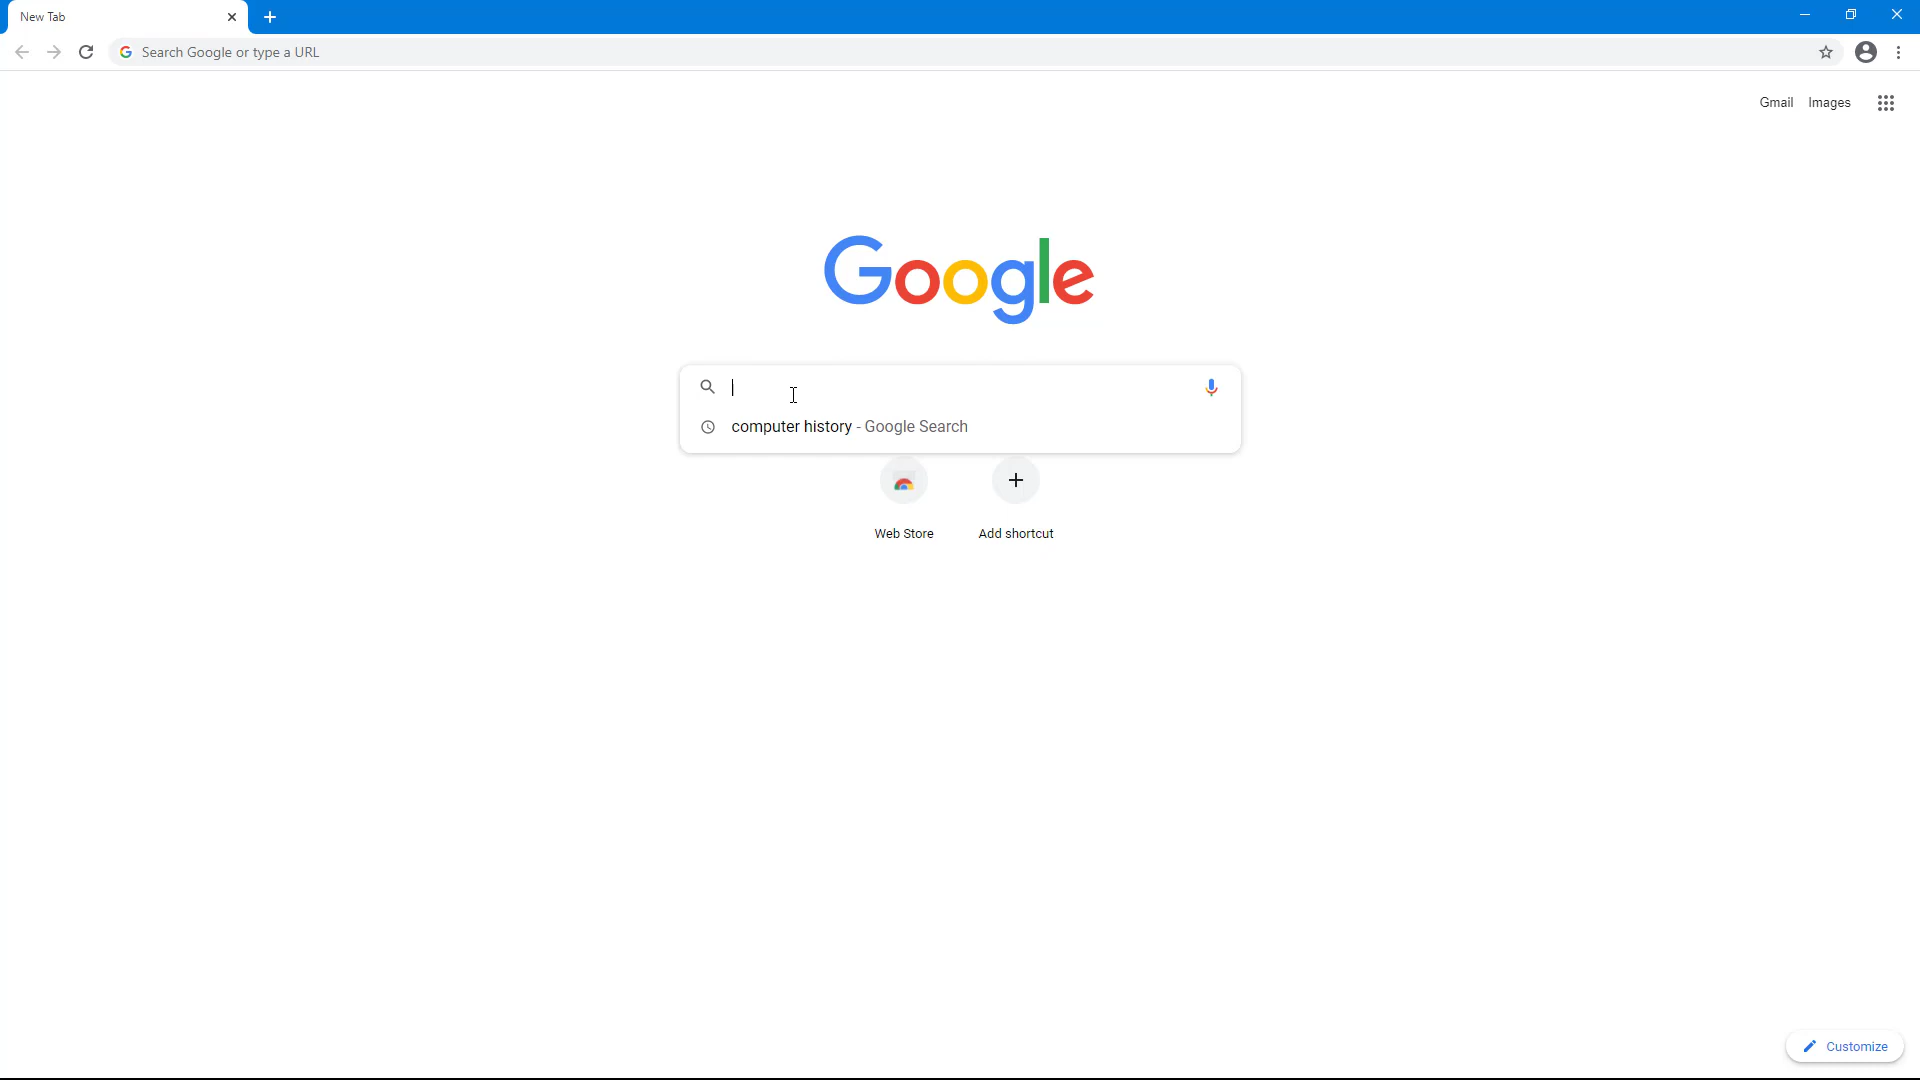 New Tab
Search Google or type a URL
Gmail Images
Google
computer history - Google Search
Web Store Add shortcut
Customize